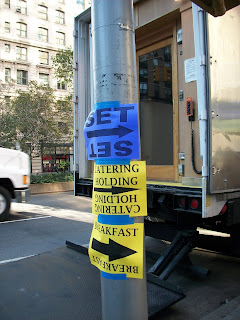 SET
SET
CATERING
HOLDING
HOLDING
CATERING
BREAKFAST
BREAKFAST